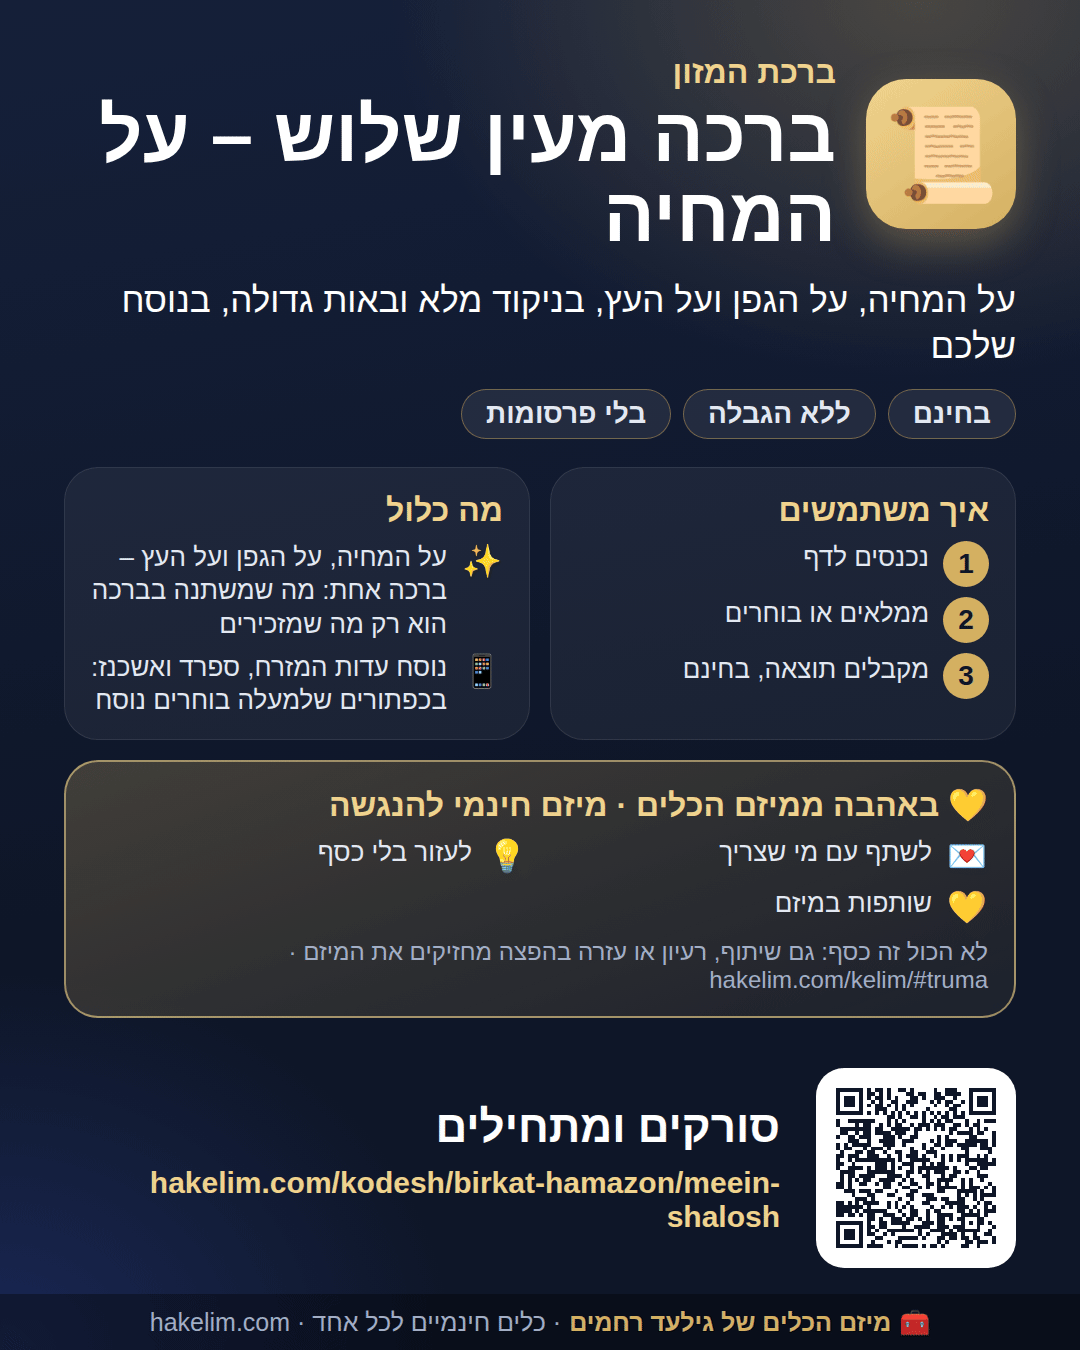 ברכת המזון
ברכה מעין שלוש – על
המחיה
על המחיה, על הגפן ועל העץ, בניקוד מלא ובאות גדולה, בנוסח
שלכם
בחינם
ללא הגבלה
בלי פרסומות
איך משתמשים
1 נכנסים לדף
2 ממלאים או בוחרים
3 מקבלים תוצאה, בחינם
מה כלול
על המחיה, על הגפן ועל העץ –
ברכה אחת: מה שמשתנה בברכה
הוא רק מה שמזכירים
נוסח עדות המזרח, ספרד ואשכנז:
בכפתורים שלמעלה בוחרים נוסח
באהבה ממיזם הכלים · מיזם חינמי להנגשה
לשתף עם מי שצריך
לעזור בלי כסף
שותפות במיזם
לא הכול זה כסף: גם שיתוף, רעיון או עזרה בהפצה מחזיקים את המיזם ·
hakelim.com/kelim/#truma
סורקים ומתחילים
hakelim.com/kodesh/birkat-hamazon/meein-
shalosh
מיזם הכלים של גילעד רחמים · כלים חינמיים לכל אחד · hakelim.com